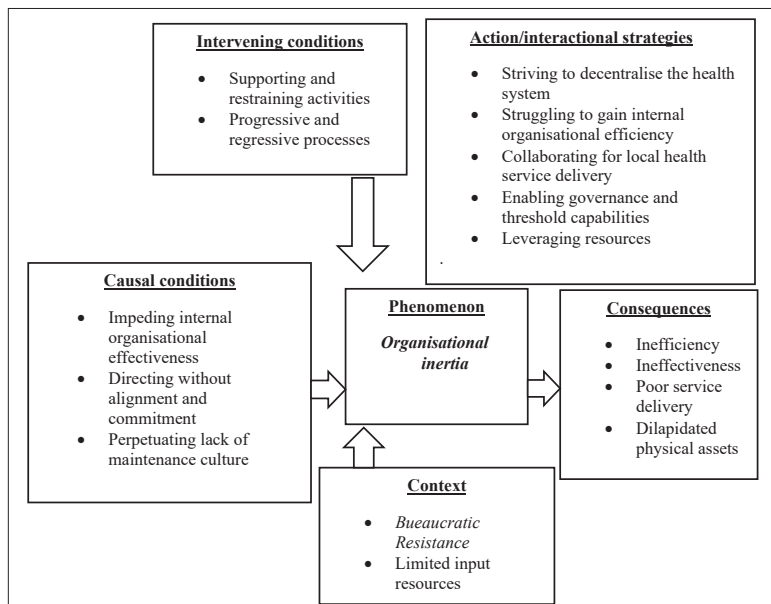 Intervening conditions
• Supporting and
restraining activities
• Progressive and
regressive processes
Action/interactional strategies
• Striving to decentralise the health
system
• Struggling to gain internal
organisational efficiency
• Collaborating for local health
service delivery
• Enabling governance and
threshold capabilities
• Leveraging resources
.
Causal conditions
• Impeding internal
organisational
effectiveness
• Directing without
alignment and
commitment
• Perpetuating lack of
maintenance culture
Phenomenon
Organisational
inertia
Consequences
• Inefficiency
• Ineffectiveness
• Poor service
delivery
• Dilapidated
physical assets
Context
• Bueaucratic
Resistance
• Limited input
resources